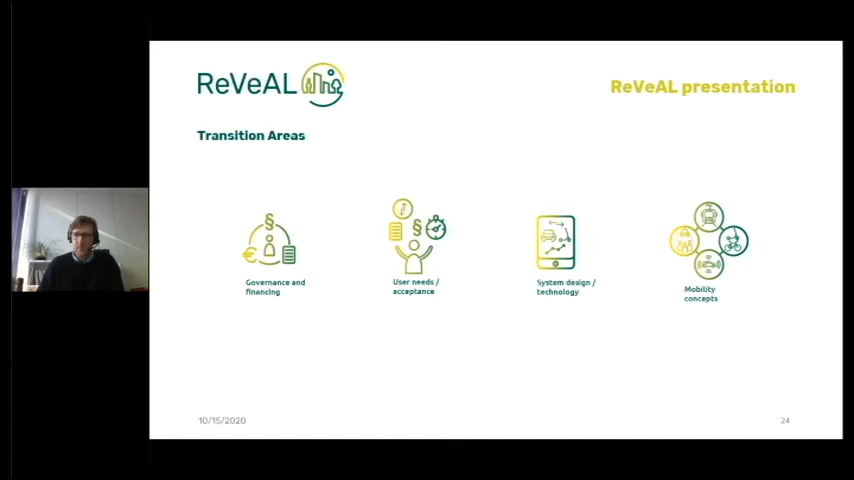 ReVeAL
ReVeAL presentation
Transition Areas
Governance and
financing
User needs /
acceptance
System design /
technology
Mobility
concepts
10/15/2020
24